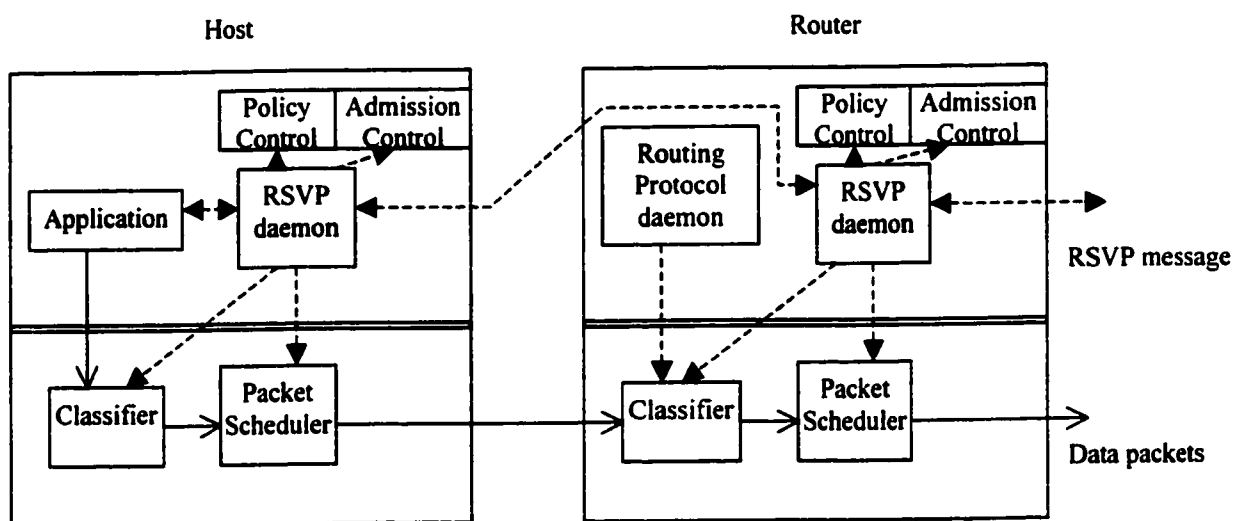 Host
Router
Policy
Control
Admission
Control
RSVP
daemon
Application
Classifier
Packet
Scheduler
Policy
Control
Admission
Control
Routing
Protocol
daemon
RSVP
daemon
RSVP message
Classifier
Packet
Scheduler
Data packets